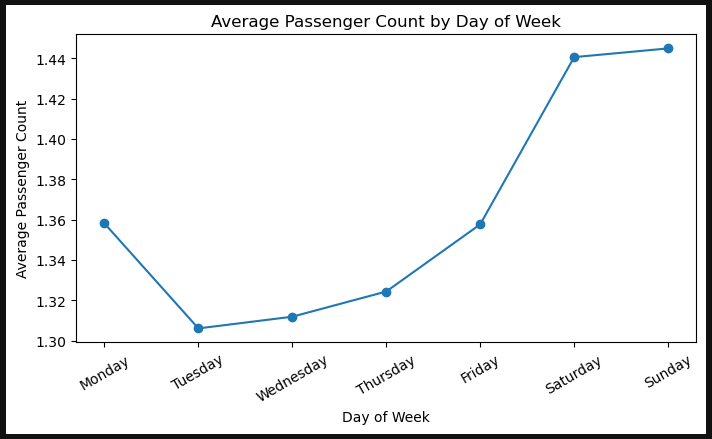 Average Passenger Count by Day of Week
1.44
1.42
1.40
1.38
1.36
1.34
1.32
1.30
Average Passenger Count
Monday
Tuesday
Wednesday
Thursday
Friday
Saturday
Sunday
Day of Week